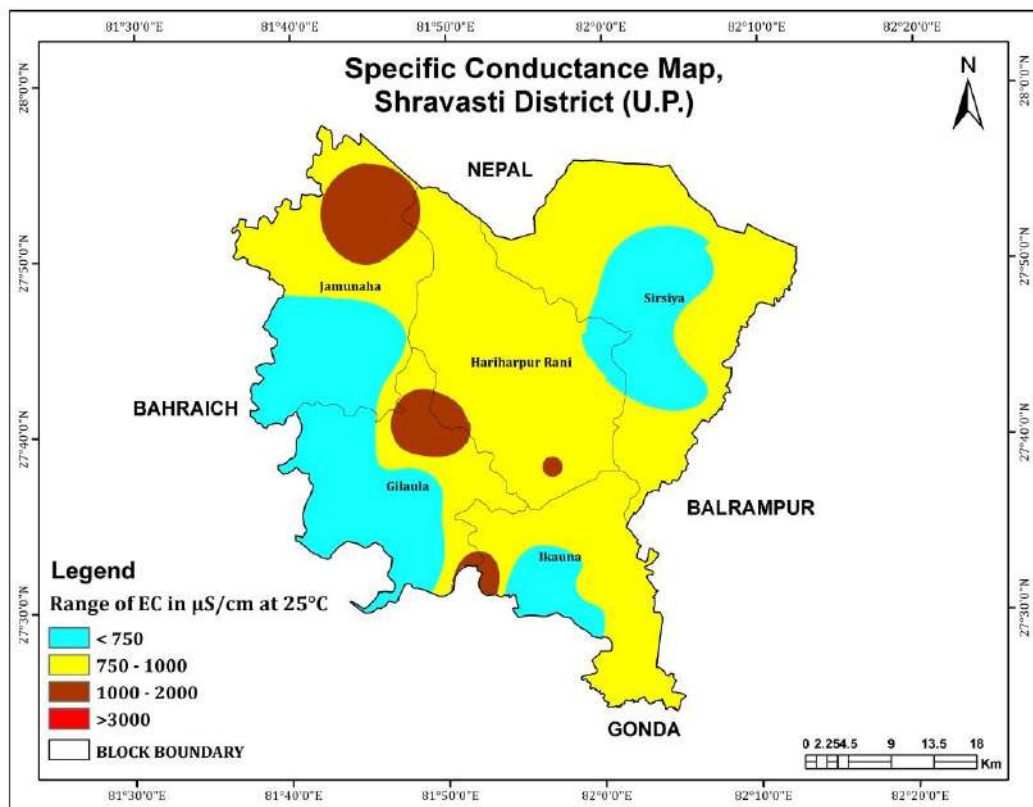 81°30'0"E 81°40'0"E 81°50'0"E 82°0'0"E 82°10'0"E 82°20'0"E
Specific Conductance Map,
Shravasti District (U.P.)
N
28°0'0"N 28°0'0"N
NEPAL
27°50'0"N 27°50'0"N
Jamunaha
Sirsiya
Hariharpur Rani
BAHRAICH
27°40'0"N 27°40'0"N
Gilaula
BALRAMPUR
Ikauna
Legend
Range of EC in µS/cm at 25°C
27°30'0"N 27°30'0"N
< 750
750 - 1000
1000 - 2000
>3000
BLOCK BOUNDARY
GONDA
0 2.25 4.5 9 13.5 18
Km
81°30'0"E 81°40'0"E 81°50'0"E 82°0'0"E 82°10'0"E 82°20'0"E